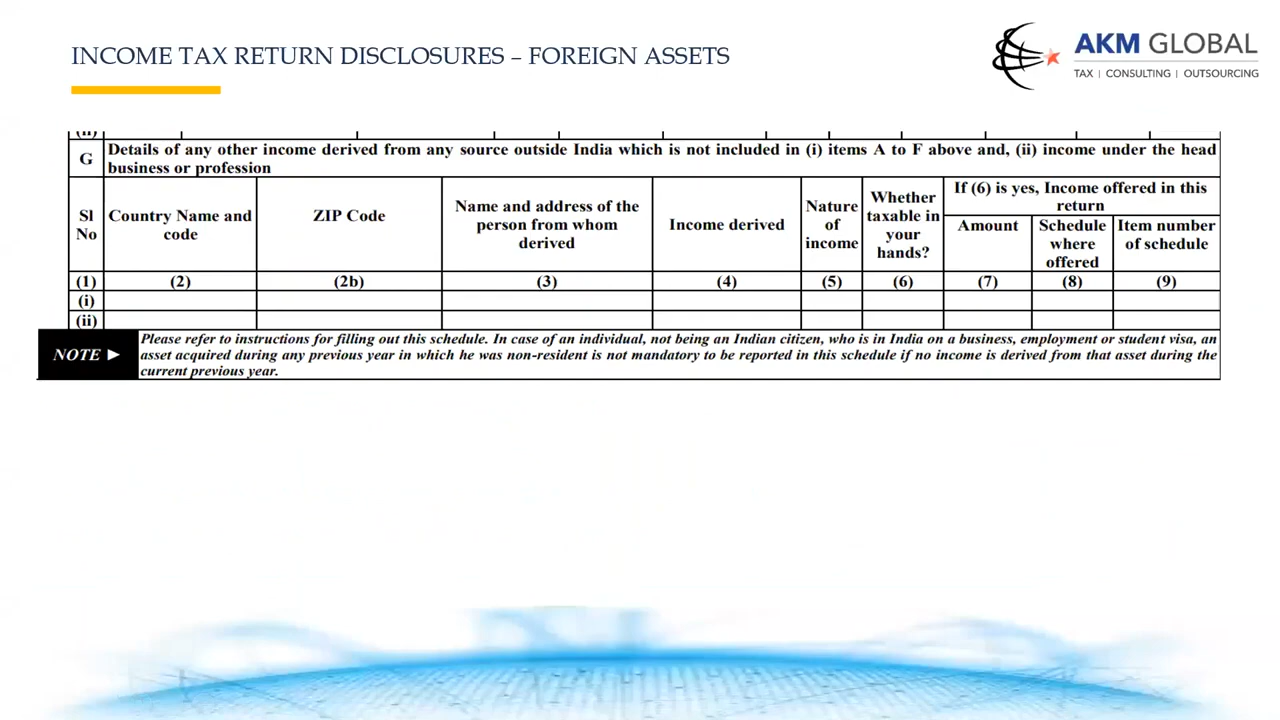 INCOME TAX RETURN DISCLOSURES – FOREIGN ASSETS
AKM GLOBAL
TAX | CONSULTING | OUTSOURCING
(ii)
G
Details of any other income derived from any source outside India which is not included in (i) items A to F above and, (ii) income under the head
business or profession
Sl
No
Country Name and
code
ZIP Code
Name and address of the
person from whom
derived
Income derived
Nature
of
income
Whether
taxable in
your
hands?
If (6) is yes, Income offered in this
return
Amount
Schedule
where
offered
Item number
of schedule
(1) (2) (2b) (3) (4) (5) (6) (7) (8) (9)
(i)
(ii)
NOTE ►
Please refer to instructions for filling out this schedule. In case of an individual, not being an Indian citizen, who is in India on a business, employment or student visa, an
asset acquired during any previous year in which he was non-resident is not mandatory to be reported in this schedule if no income is derived from that asset during the
current previous year.